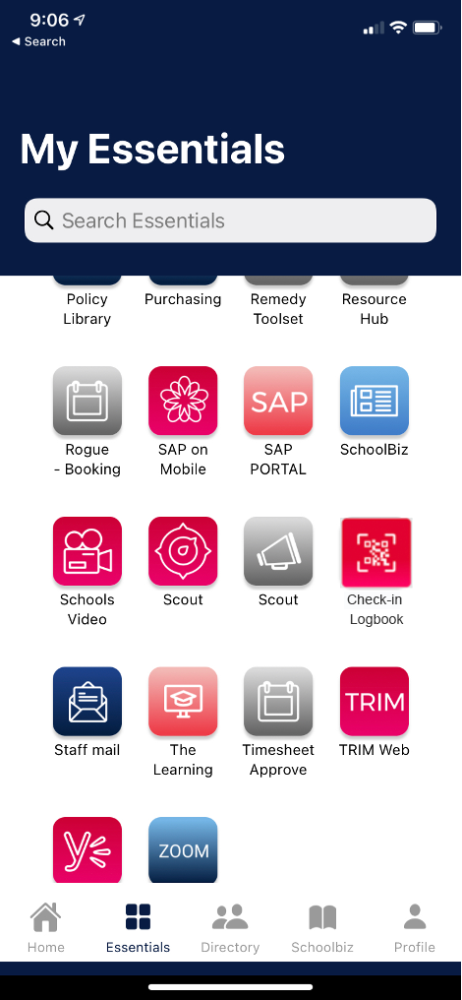 9:06
Search
My Essentials
Search Essentials
Policy
Library
Purchasing
Remedy
Toolset
Resource
Hub
Rogue
- Booking
SAP on
Mobile
SAP
SAP
PORTAL
SchoolBiz
Schools
Video
Scout
Scout
Check-in
Logbook
Staff mail
The
Learning
Timesheet
Approve
TRIM
TRIM Web
ZOOM
Home
Essentials
Directory
Schoolbiz
Profile